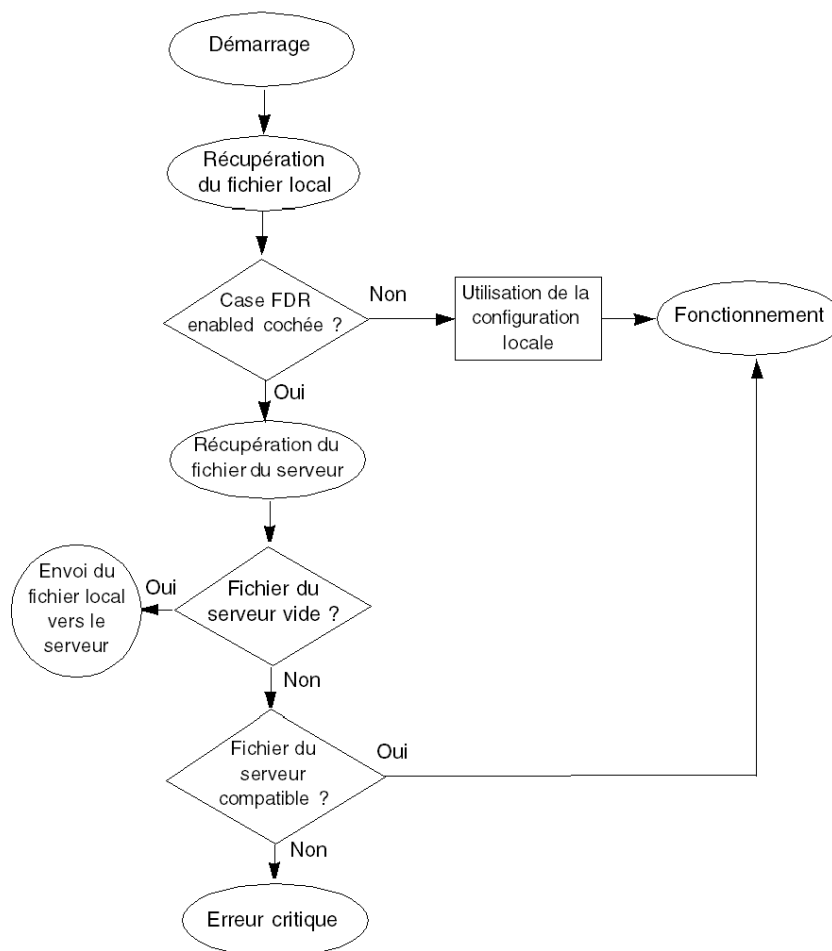 Démarrage
Récupération
du fichier local
Case FDR
enabled cochée ?
Non
Utilisation de la
configuration
locale
Fonctionnement
Oui
Récupération du
fichier du serveur
Envoi du
fichier local
vers le
serveur
Oui
Fichier du
serveur vide ?
Non
Fichier du
serveur
compatible ?
Oui
Non
Erreur critique